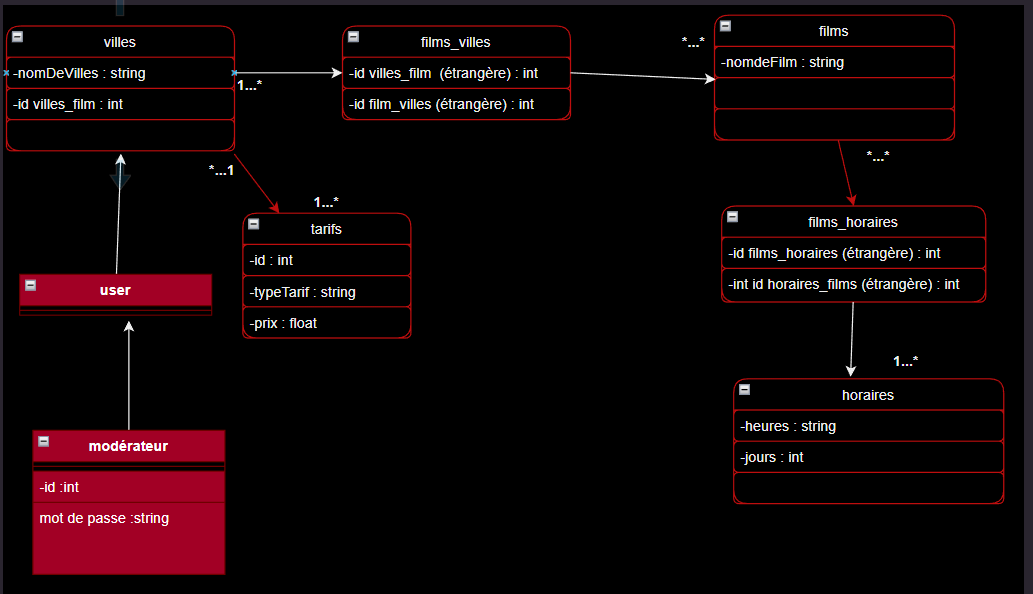 villes
-nomDeVilles : string
-id villes_film : int
1...*
films_villes
-id villes_film  (étrangère) : int
-id film_villes (étrangère) : int
*...*
films
-nomdeFilm : string
*...*
*...1
1...*
tarifs
-id : int
-typeTarif : string
-prix : float
films_horaires
-id films_horaires (étrangère) : int
-int id horaires_films (étrangère) : int
user
1...*
horaires
-heures : string
-jours : int
modérateur
-id :int
mot de passe :string